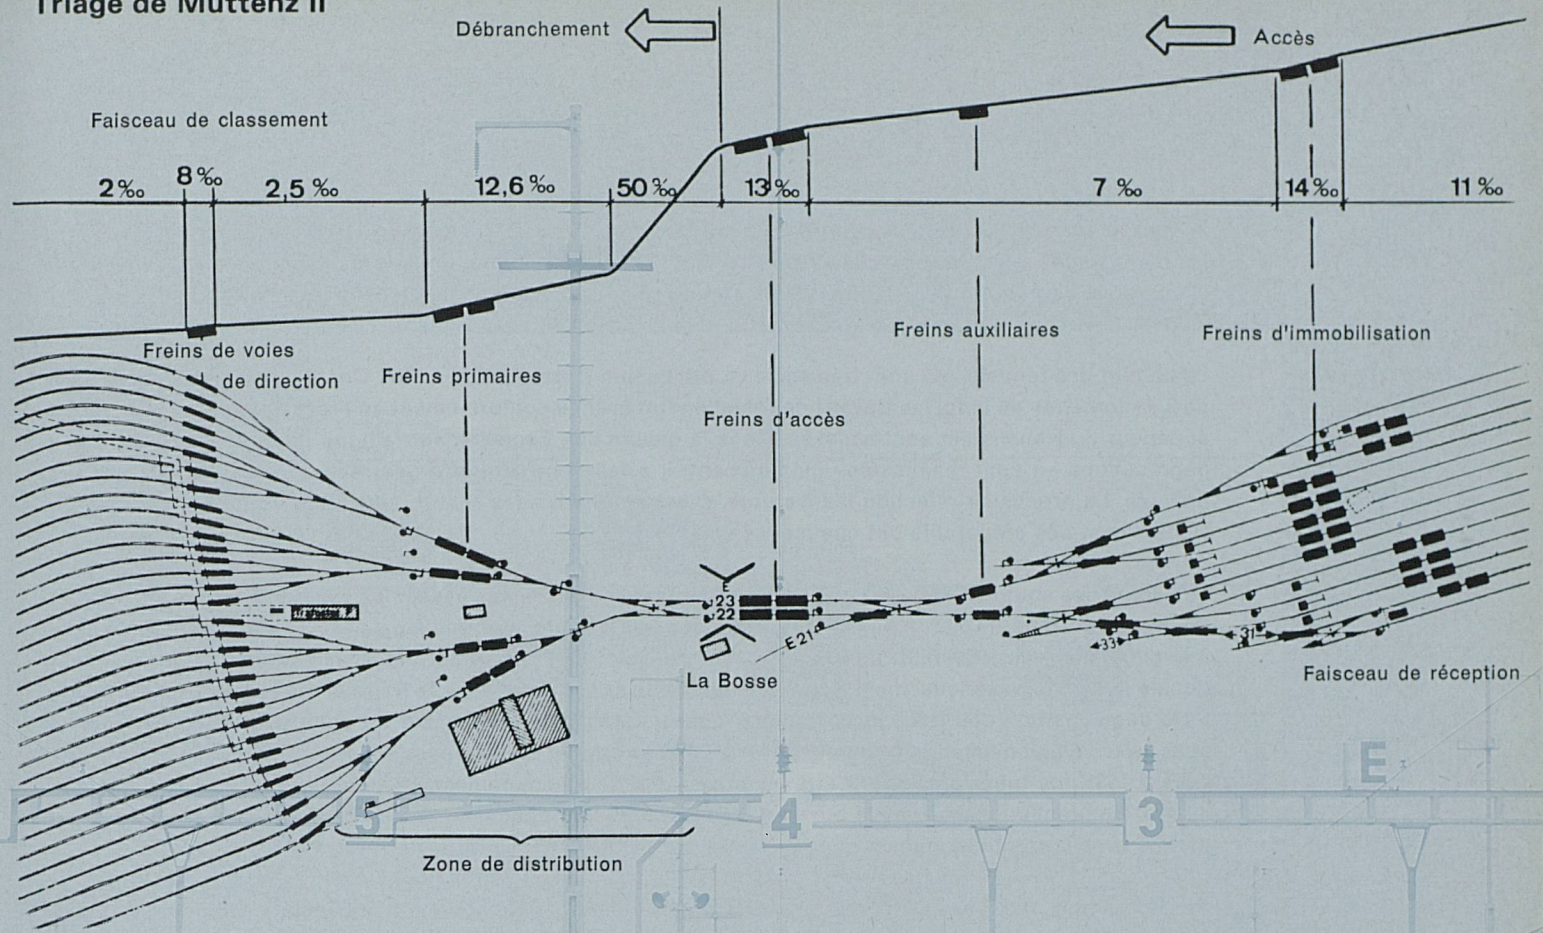 Triage de Muttenz II
Débranchement
Accès
Faisceau de classement
2 ‰
8 ‰
2,5 ‰
12,6 ‰
50 ‰
13 ‰
7 ‰
14 ‰
11 ‰
Freins de voies
de direction
Freins primaires
Freins d'accès
Freins auxiliaires
Freins d'immobilisation
E
23
22
E 21
33
31
La Bosse
Faisceau de réception
E
5
4
3
Zone de distribution